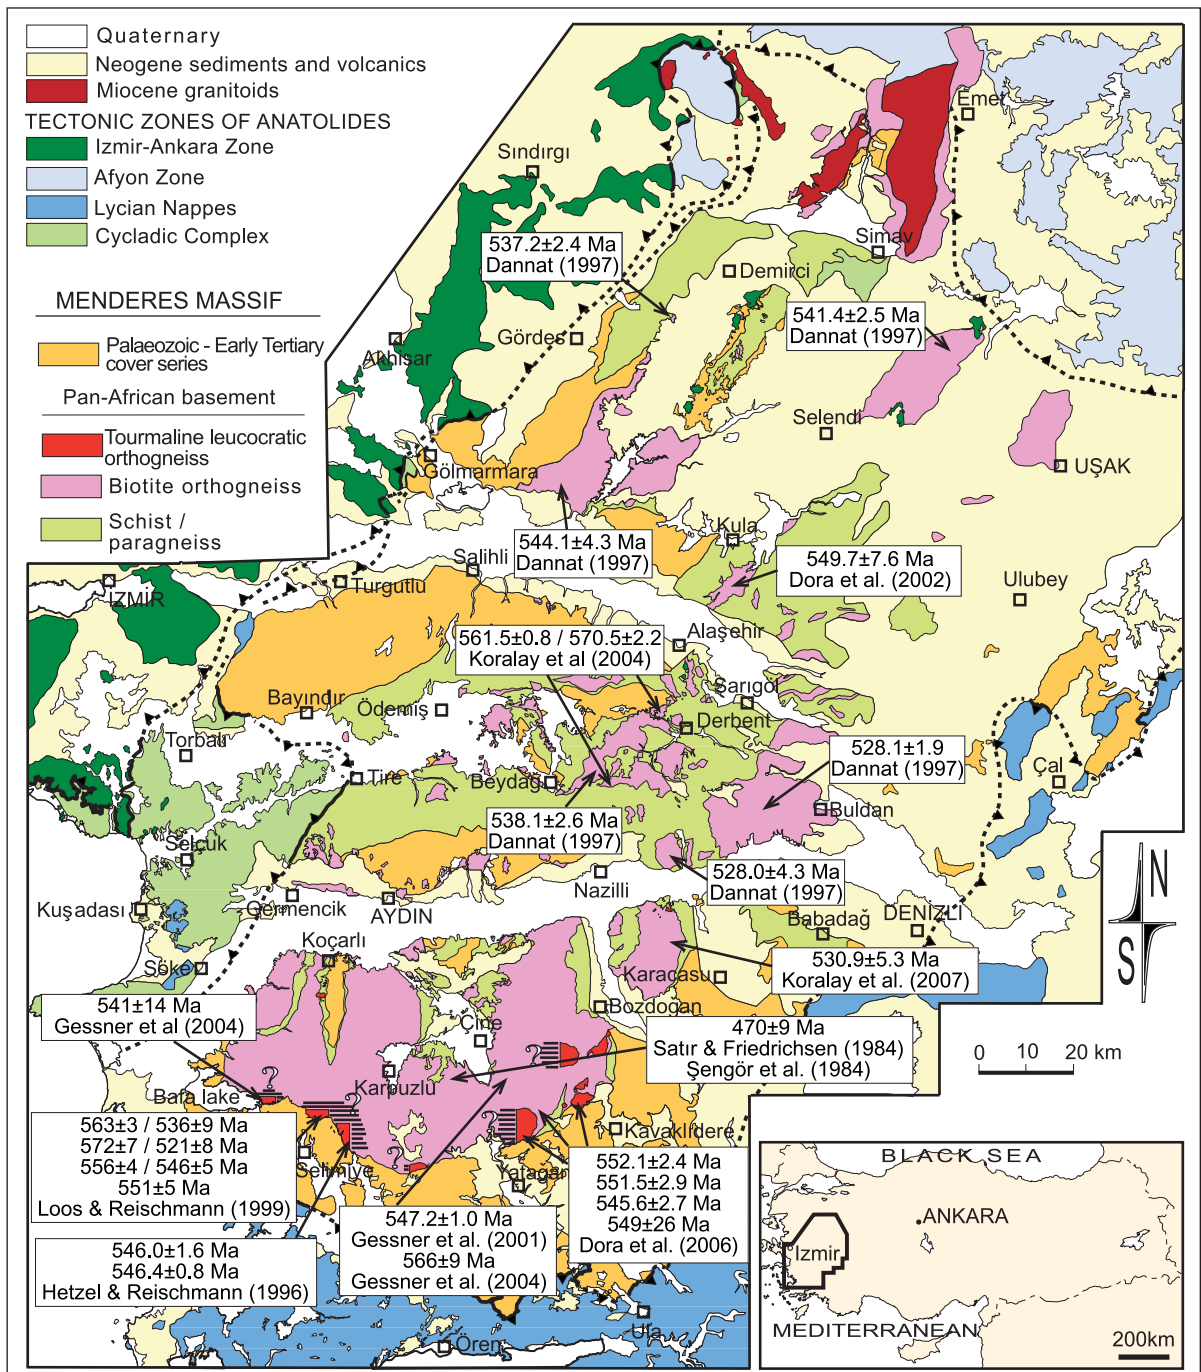 Quaternary
Neogene sediments and volcanics
Miocene granitoids
TECTONIC ZONES OF ANATOLIDES
Izmir-Ankara Zone
Afyon Zone
Lycian Nappes
Cycladic Complex
MENDERES MASSIF
Palaeozoic - Early Tertiary
cover series
Pan-African basement
Tourmaline leucocratic
orthogneiss
Biotite orthogneiss
Schist /
paragneiss
Emet
Sındırgı
Simav
537.2±2.4 Ma
Dannat (1997)
Demirci
541.4±2.5 Ma
Dannat (1997)
Gördes
Akhisar
Selendi
Gölmarmara
UŞAK
544.1±4.3 Ma
Dannat (1997)
Kula
549.7±7.6 Ma
Dora et al. (2002)
Salihli
Turgutlu
İZMİR
Ulubey
561.5±0.8 / 570.5±2.2
Koralay et al (2004)
Alaşehir
Sarıgöl
Bayındır
Ödemiş
Derbent
Torbalı
528.1±1.9
Dannat (1997)
Tire
Beydağ
Çal
Buldan
538.1±2.6 Ma
Dannat (1997)
Selçuk
Nazilli
528.0±4.3 Ma
Dannat (1997)
Kuşadası
Germencik
AYDIN
Babadağ
DENİZLİ
N
S
Koçarlı
Söke
Karacasu
530.9±5.3 Ma
Koralay et al. (2007)
541±14 Ma
Gessner et al (2004)
Bozdoğan
Çine
470±9 Ma
Satır & Friedrichsen (1984)
Şengör et al. (1984)
0 10 20 km
Karpuzlu
?
Bafa lake
?
?
?
Kavaklıdere
563±3 / 536±9 Ma
572±7 / 521±8 Ma
556±4 / 546±5 Ma
551±5 Ma
Loos & Reischmann (1999)
Selimiye
?
Yatağan
552.1±2.4 Ma
551.5±2.9 Ma
545.6±2.7 Ma
549±26 Ma
Dora et al. (2006)
547.2±1.0 Ma
Gessner et al. (2001)
566±9 Ma
Gessner et al. (2004)
546.0±1.6 Ma
546.4±0.8 Ma
Hetzel & Reischmann (1996)
Ören
Ula
BLACK SEA
ANKARA
Izmir
MEDITERRANEAN
200km